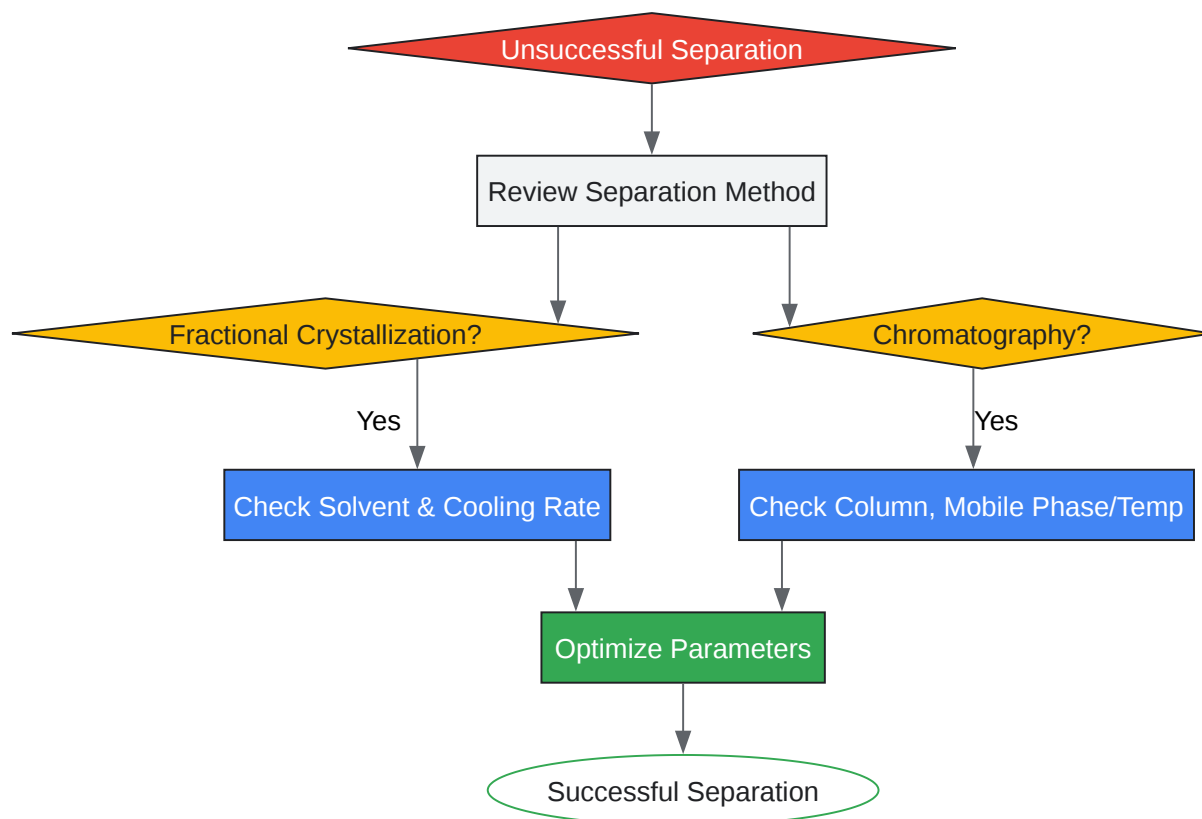 Unsuccessful Separation
Review Separation Method
Fractional Crystallization?
Chromatography?
Yes
Yes
Check Solvent & Cooling Rate
Check Column, Mobile Phase/Temp
Optimize Parameters
Successful Separation